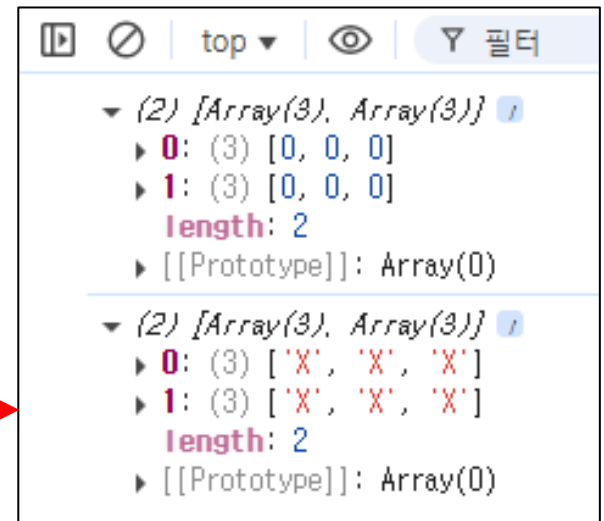 top ▼ 필터
▼ (2) [Array(3), Array(3)] i
▶ 0: (3) [0, 0, 0]
▶ 1: (3) [0, 0, 0]
length: 2
▶ [[Prototype]]: Array(0)
▼ (2) [Array(3), Array(3)] i
▶ 0: (3) ['X', 'X', 'X']
▶ 1: (3) ['X', 'X', 'X']
length: 2
▶ [[Prototype]]: Array(0)